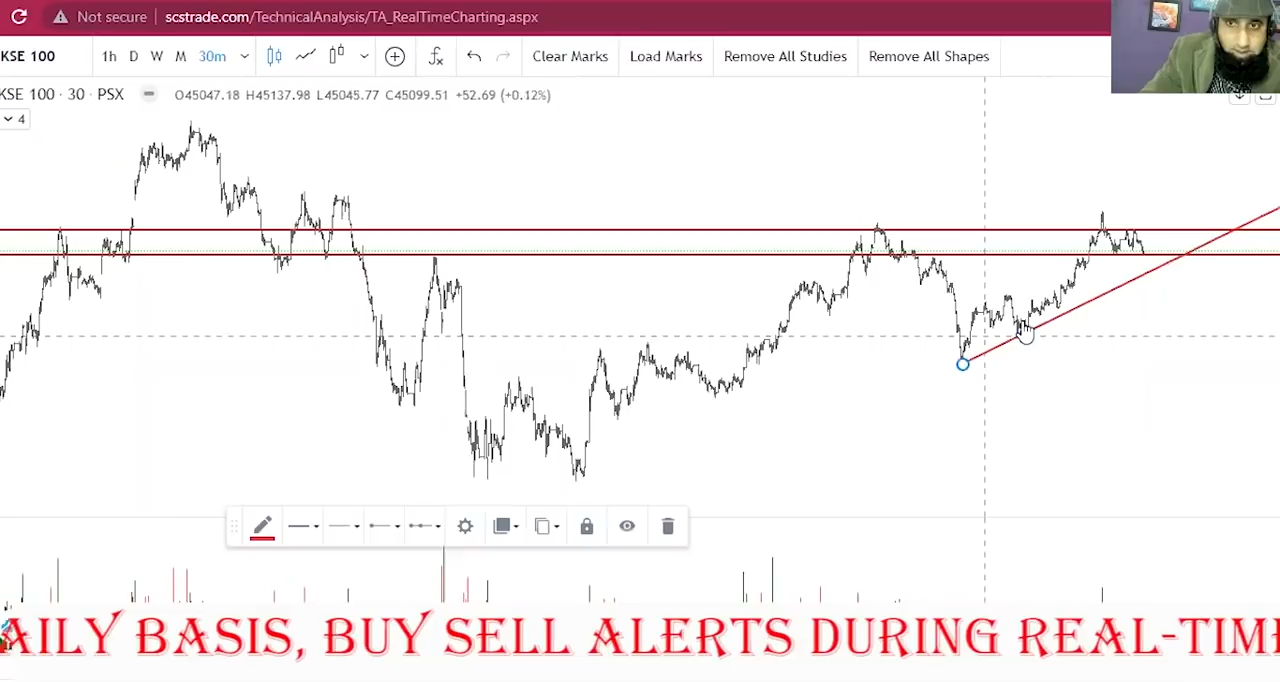 Not secure scstrade.com/TechnicalAnalysis/TA_RealTimeCharting.aspx
KSE 100 1h D W M 30m Clear Marks Load Marks Remove All Studies Remove All Shapes
KSE 100 · 30 · PSX O45047.18 H45137.98 L45045.77 C45099.51 +52.69 (+0.12%)
4
AILY BASIS, BUY SELL ALERTS DURING REAL-TIM